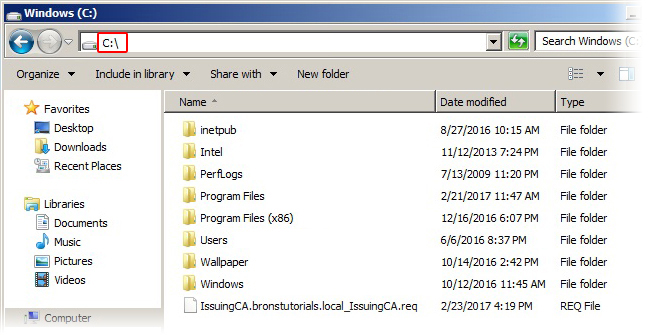 Windows (C:)
C:\
Search Windows (C
Organize Include in library Share with New folder
Favorites
Desktop
Downloads
Recent Places
Libraries
Documents
Music
Pictures
Videos
Computer
Name Date modified Type
inetpub 8/27/2016 10:15 AM File folder
Intel 11/12/2013 7:24 PM File folder
PerfLogs 7/13/2009 11:20 PM File folder
Program Files 2/21/2017 11:47 AM File folder
Program Files (x86) 12/16/2016 6:07 PM File folder
Users 6/6/2016 8:37 PM File folder
Wallpaper 10/14/2016 2:42 PM File folder
Windows 10/12/2016 11:45 AM File folder
IssuingCA.bronstutorials.local_IssuingCA.req 2/23/2017 4:19 PM REQ File